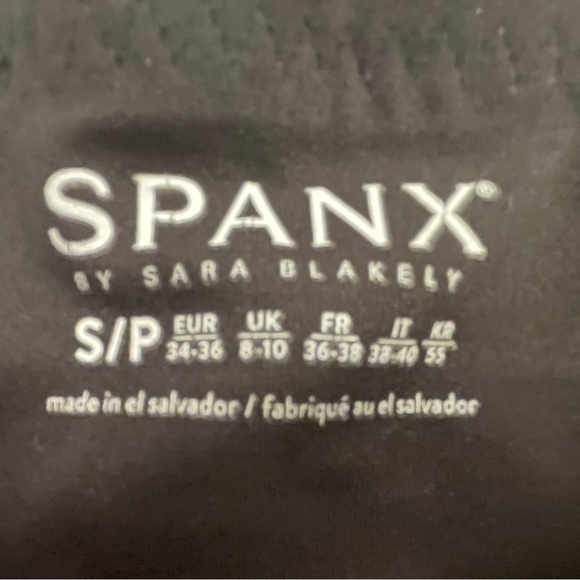 SPANX®
BY SARA BLAKELY
S/P EUR 34-36 UK 8-10 FR 36-38 IT 38-40 KR 55
made in el salvador / fabriqué au el salvador